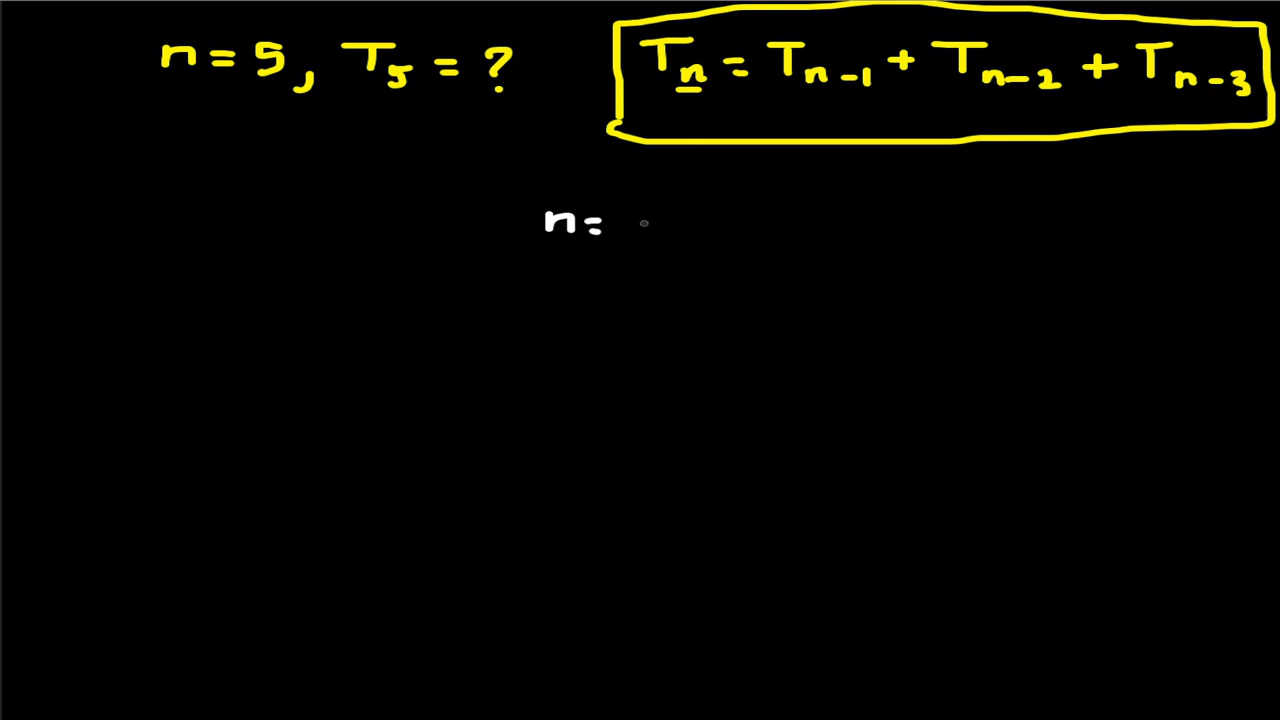 n = 5, T₅ = ? Tₙ = Tₙ₋₁ + Tₙ₋₂ + Tₙ₋₃
n =